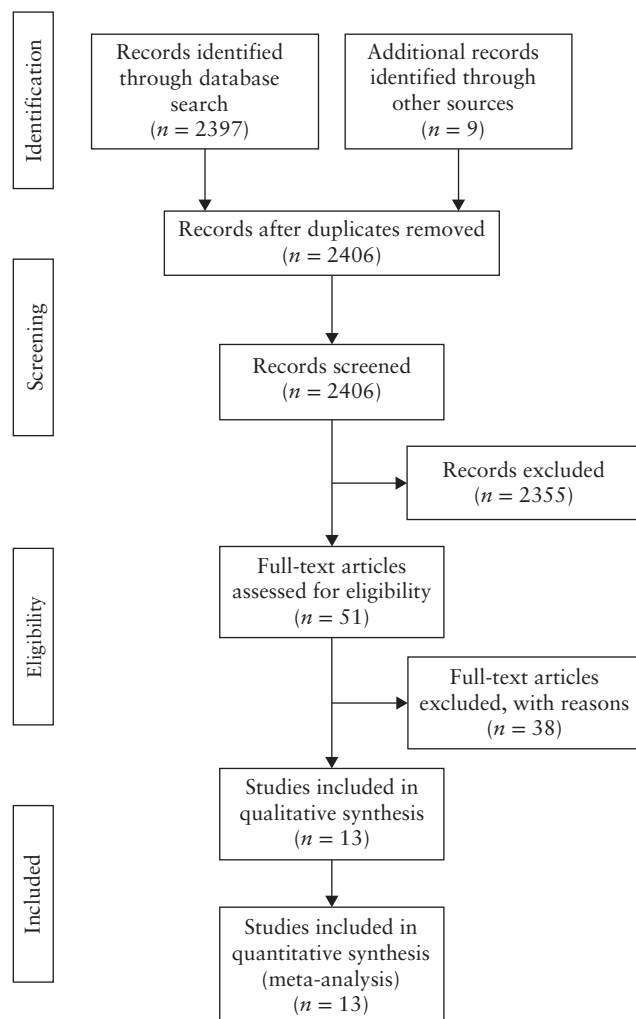 Identification
Records identified
through database
search
(n = 2397)
Additional records
identified through
other sources
(n = 9)
Records after duplicates removed
(n = 2406)
Screening
Records screened
(n = 2406)
Records excluded
(n = 2355)
Eligibility
Full-text articles
assessed for eligibility
(n = 51)
Full-text articles
excluded, with reasons
(n = 38)
Included
Studies included in
qualitative synthesis
(n = 13)
Studies included in
quantitative synthesis
(meta-analysis)
(n = 13)